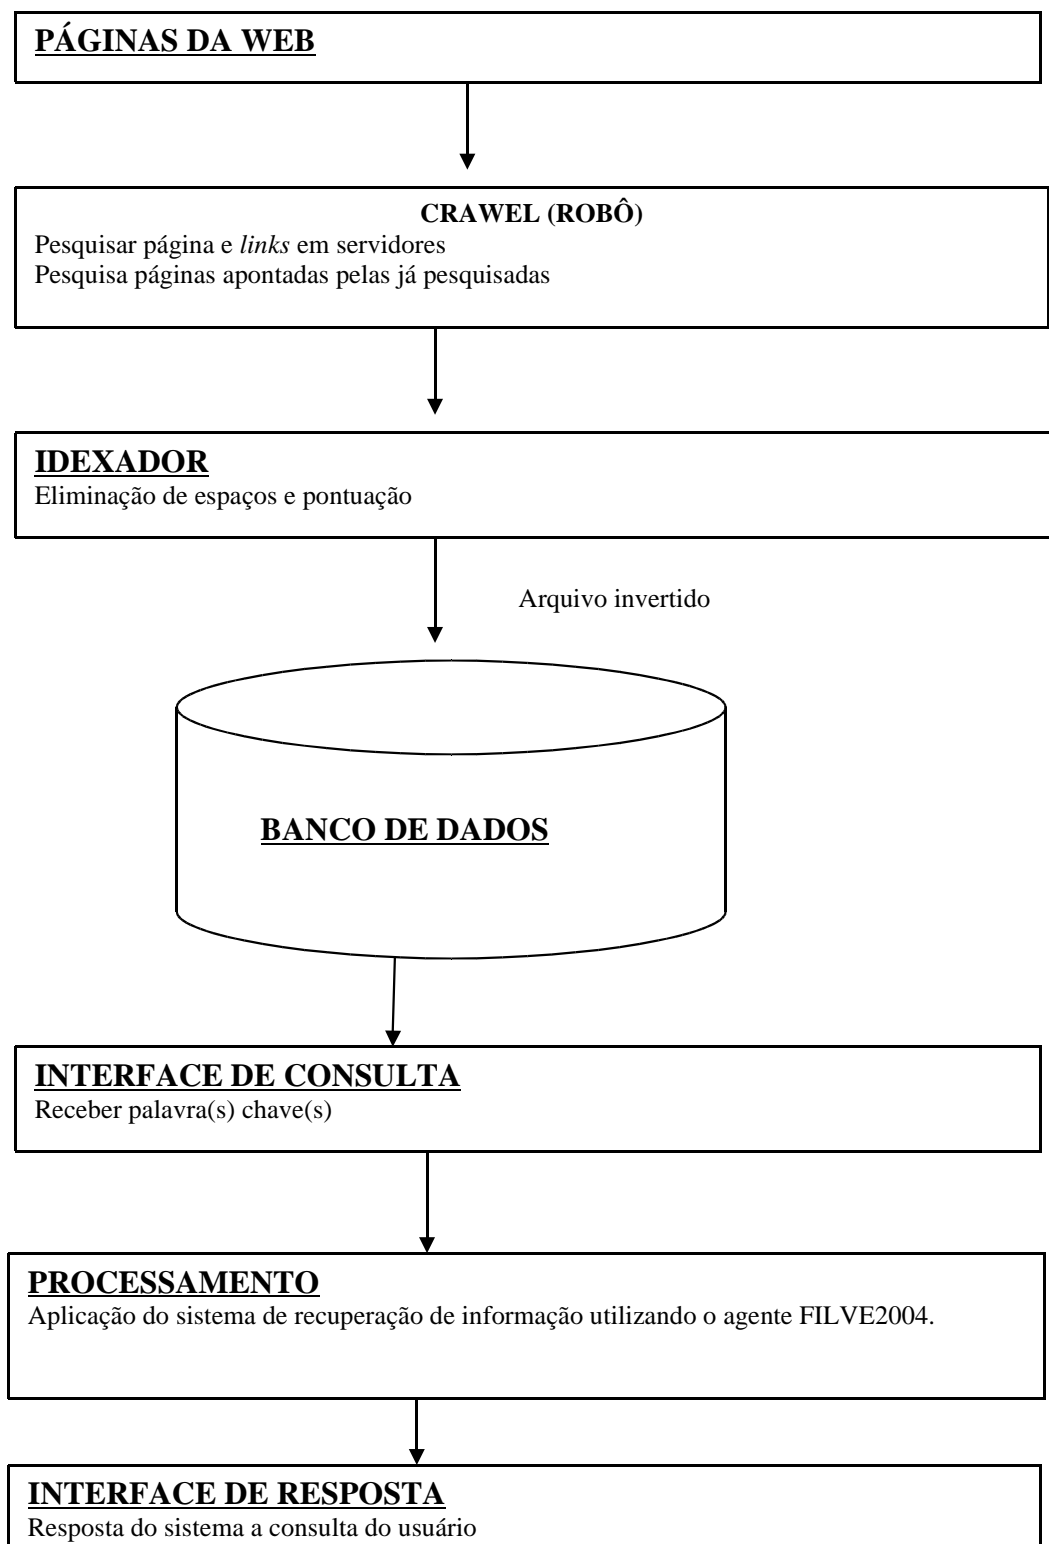 PÁGINAS DA WEB
CRAWEL (ROBÔ)
Pesquisar página e links em servidores
Pesquisa páginas apontadas pelas já pesquisadas
IDEXADOR
Eliminação de espaços e pontuação
Arquivo invertido
BANCO DE DADOS
INTERFACE DE CONSULTA
Receber palavra(s) chave(s)
PROCESSAMENTO
Aplicação do sistema de recuperação de informação utilizando o agente FILVE2004.
INTERFACE DE RESPOSTA
Resposta do sistema a consulta do usuário